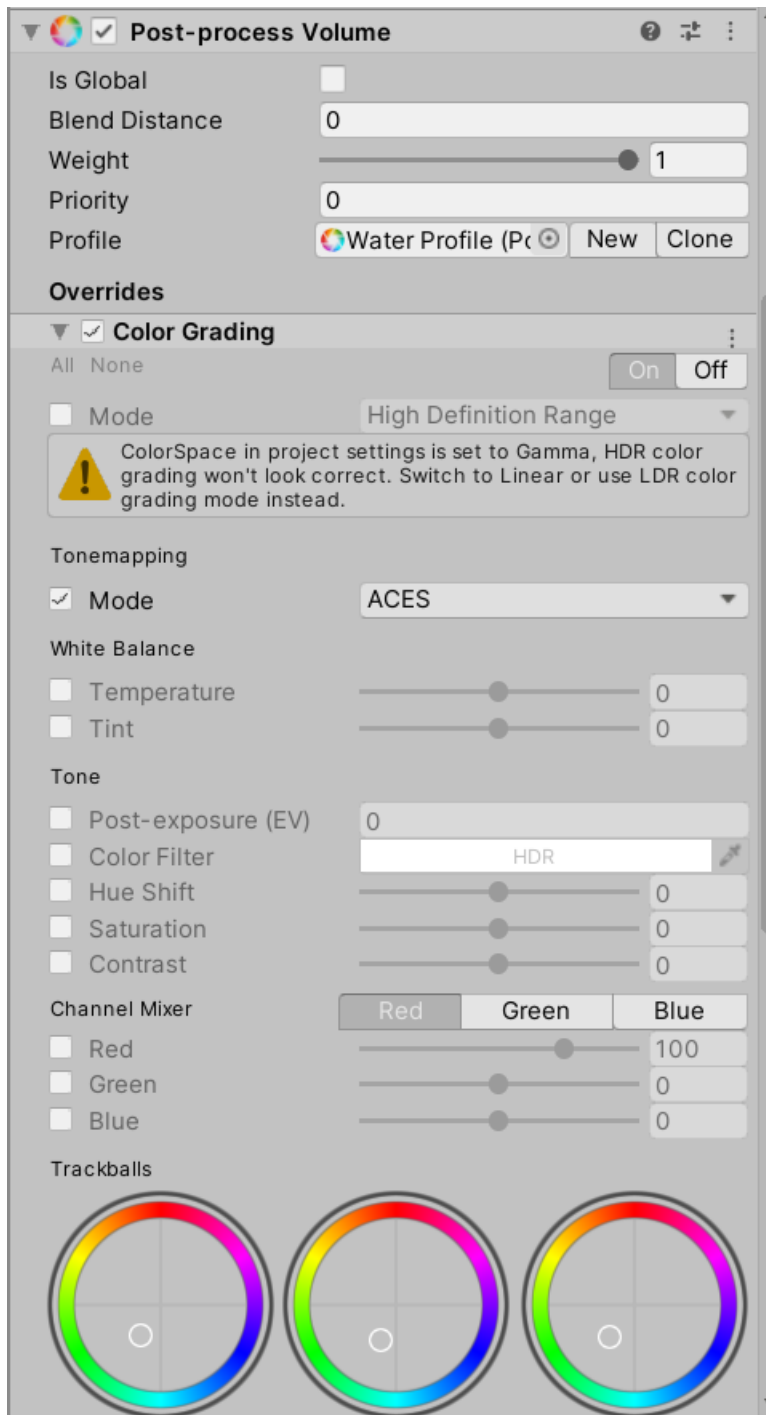 Post-process Volume
Is Global
Blend Distance 0
Weight 1
Priority 0
Profile Water Profile (Po New Clone
Overrides
Color Grading
All None On Off
Mode High Definition Range
ColorSpace in project settings is set to Gamma, HDR color
grading won't look correct. Switch to Linear or use LDR color
grading mode instead.
Tonemapping
Mode ACES
White Balance
Temperature 0
Tint 0
Tone
Post-exposure (EV) 0
Color Filter HDR
Hue Shift 0
Saturation 0
Contrast 0
Channel Mixer Red Green Blue
Red 100
Green 0
Blue 0
Trackballs